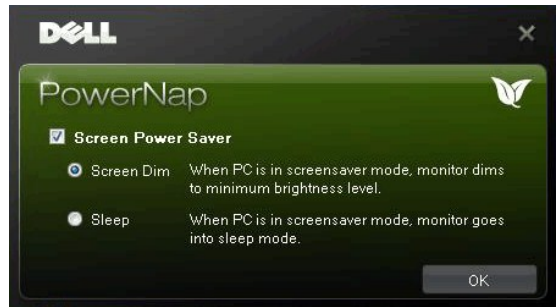 DELL
PowerNap
Screen Power Saver
Screen Dim When PC is in screensaver mode, monitor dims
to minimum brightness level.
Sleep When PC is in screensaver mode, monitor goes
into sleep mode.
OK